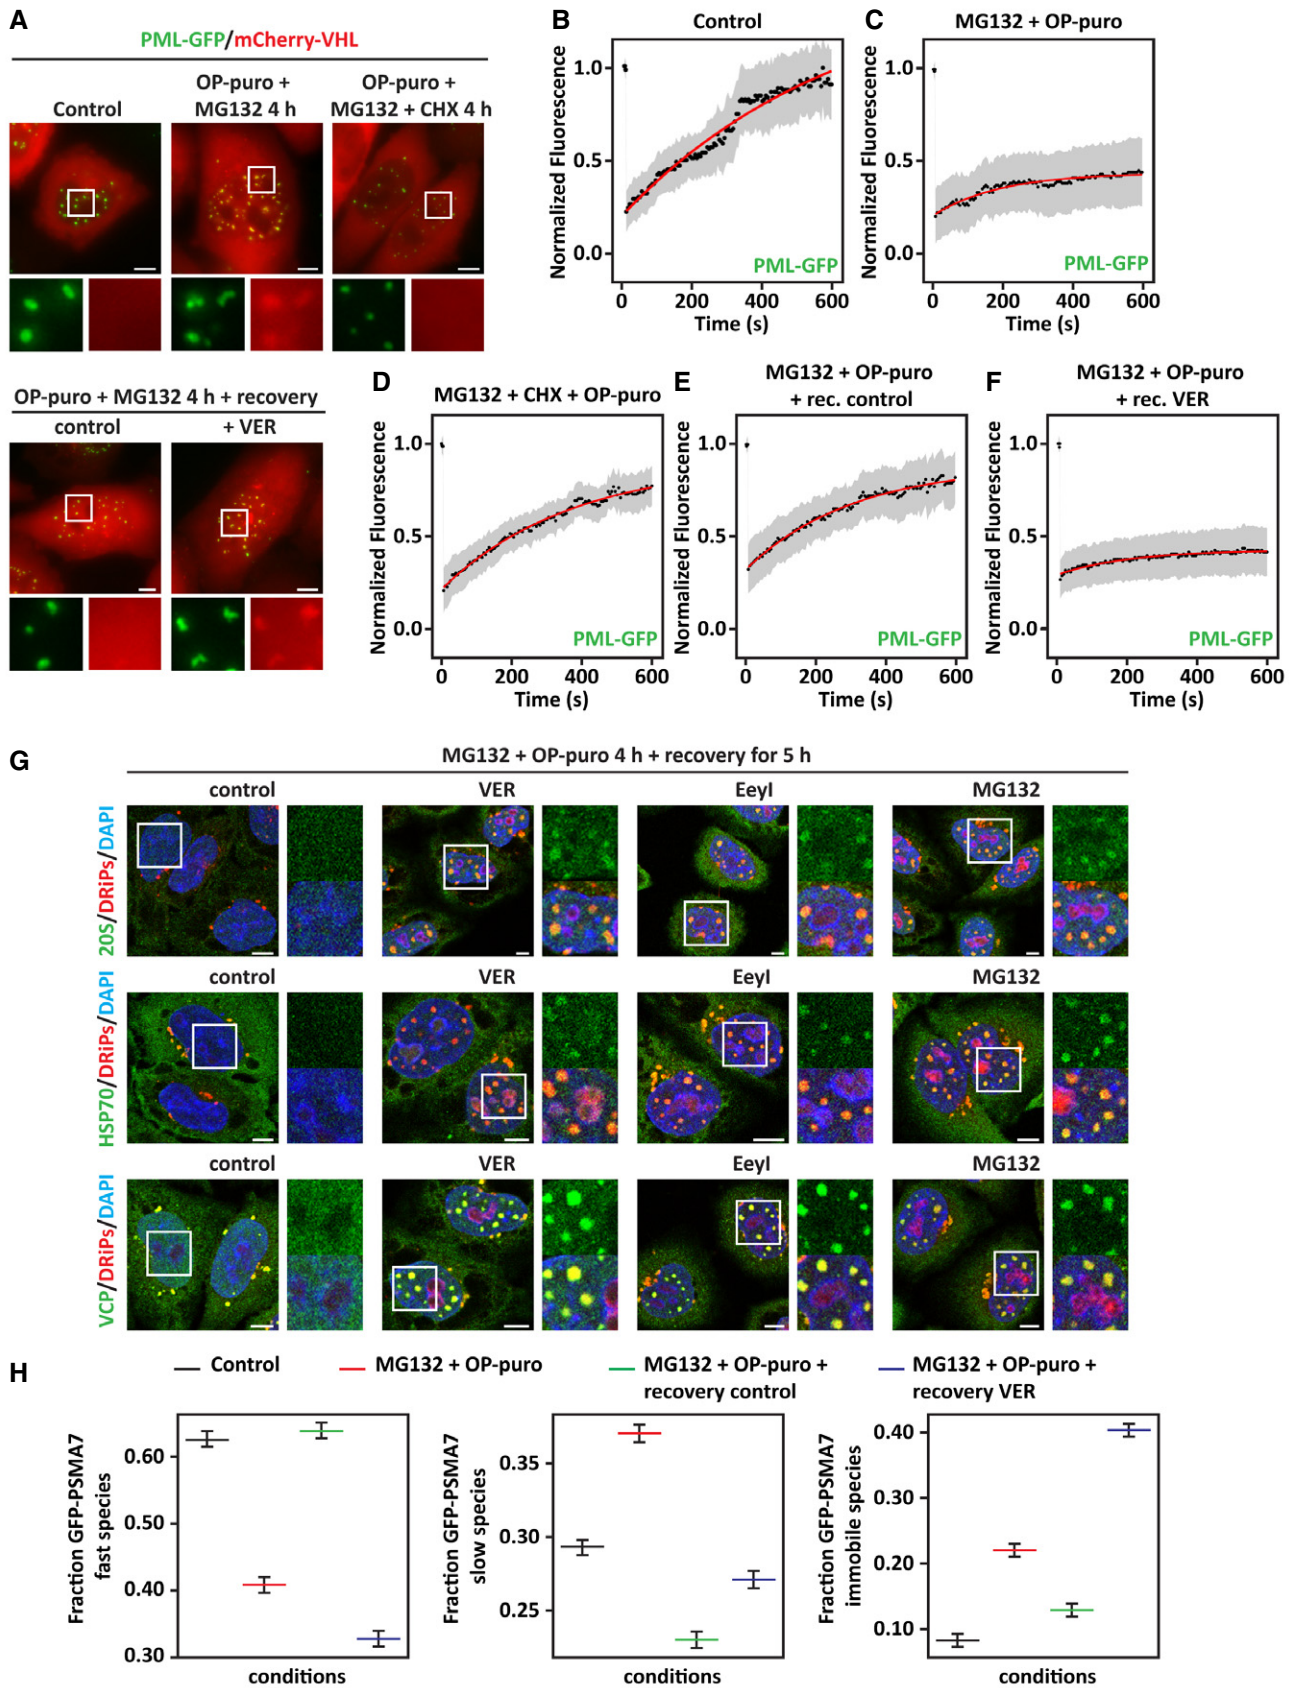 A
PML-GFP/mCherry-VHL
Control
OP-puro +
MG132 4 h
OP-puro +
MG132 + CHX 4 h
OP-puro + MG132 4 h + recovery
control
+ VER
B
Control
Normalized Fluorescence
1.0
0.5
0.0
PML-GFP
0 200 400 600
Time (s)
C
MG132 + OP-puro
Normalized Fluorescence
1.0
0.5
0.0
PML-GFP
0 200 400 600
Time (s)
D
MG132 + CHX + OP-puro
Normalized Fluorescence
1.0
0.5
0.0
PML-GFP
0 200 400 600
Time (s)
E
MG132 + OP-puro
+ rec. control
Normalized Fluorescence
1.0
0.5
0.0
PML-GFP
0 200 400 600
Time (s)
F
MG132 + OP-puro
+ rec. VER
Normalized Fluorescence
1.0
0.5
0.0
PML-GFP
0 200 400 600
Time (s)
G
MG132 + OP-puro 4 h + recovery for 5 h
control VER EeyI MG132
20S/DRiPs/DAPI
control VER EeyI MG132
HSP70/DRiPs/DAPI
control VER EeyI MG132
VCP/DRiPs/DAPI
H
Control
MG132 + OP-puro
MG132 + OP-puro +
recovery control
MG132 + OP-puro +
recovery VER
Fraction GFP-PSMA7
fast species
0.60
0.50
0.40
0.30
conditions
Fraction GFP-PSMA7
slow species
0.35
0.30
0.25
conditions
Fraction GFP-PSMA7
immobile species
0.40
0.30
0.20
0.10
conditions